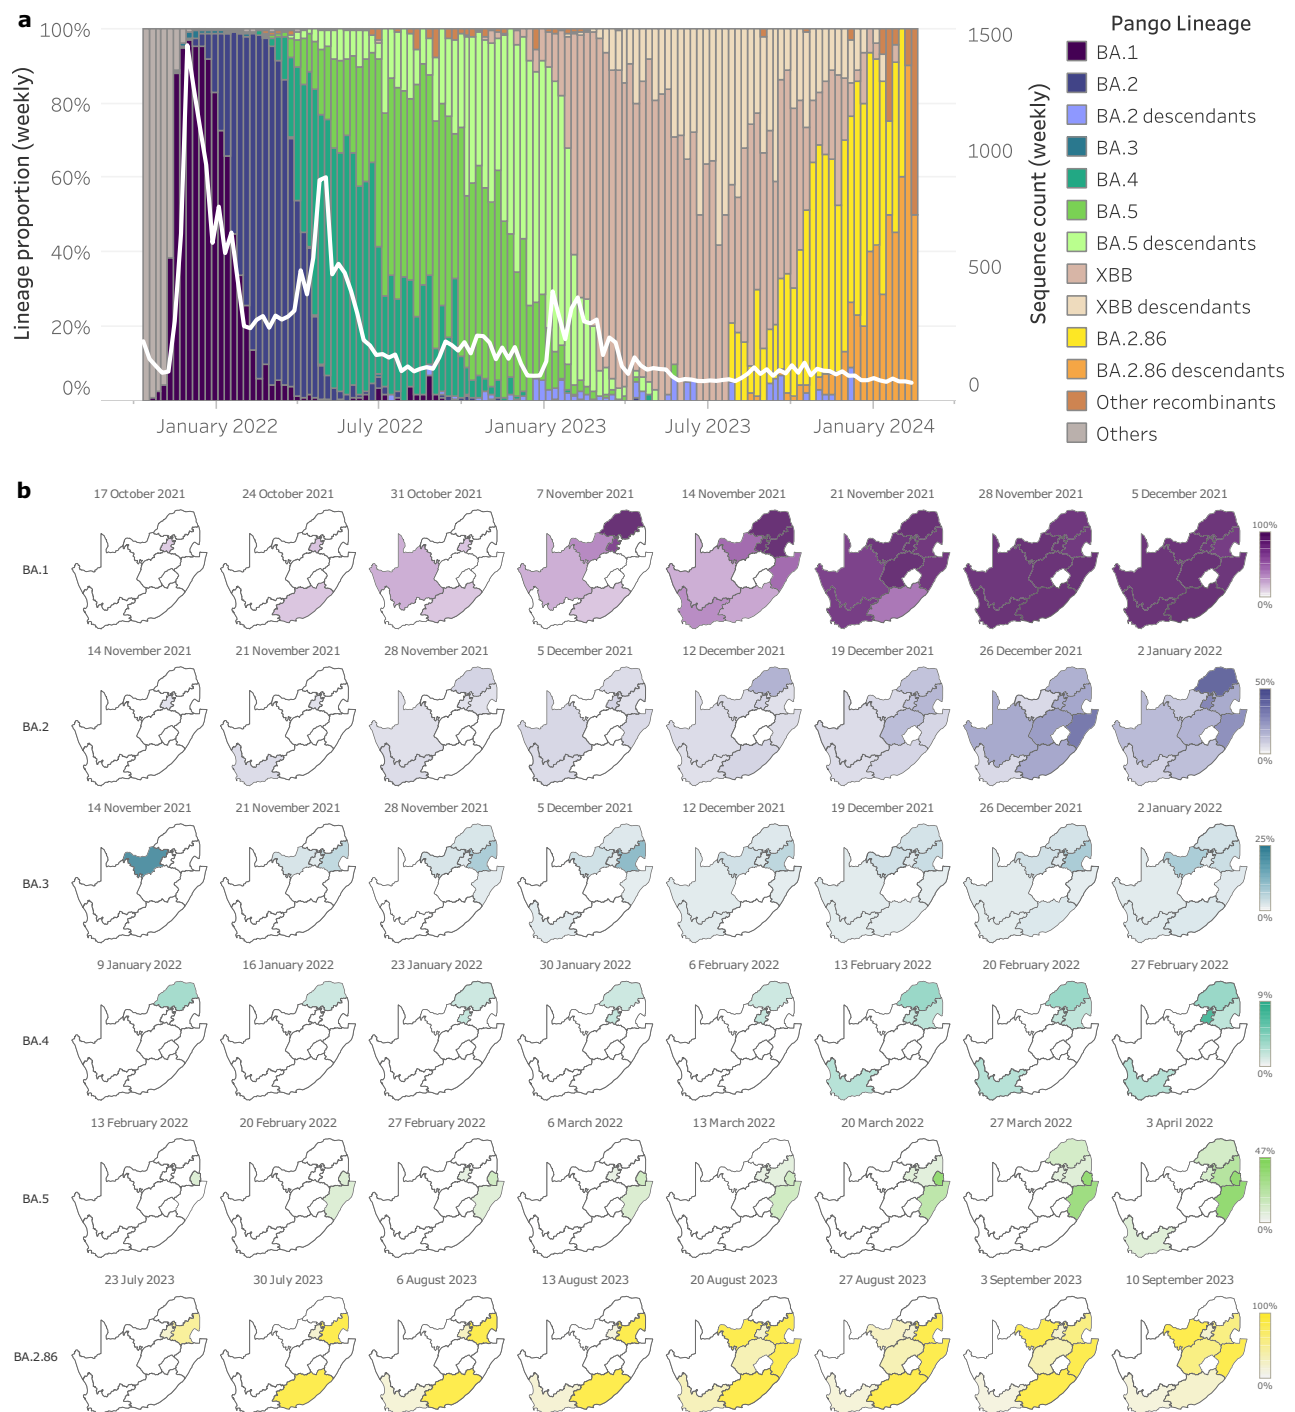 a
Lineage proportion (weekly)
100%
80%
60%
40%
20%
0%
January 2022
July 2022
January 2023
July 2023
January 2024
1500
1000
500
0
Sequence count (weekly)
Pango Lineage
BA.1
BA.2
BA.2 descendants
BA.3
BA.4
BA.5
BA.5 descendants
XBB
XBB descendants
BA.2.86
BA.2.86 descendants
Other recombinants
Others
b
17 October 2021
24 October 2021
31 October 2021
7 November 2021
14 November 2021
21 November 2021
28 November 2021
5 December 2021
BA.1
100%
0%
14 November 2021
21 November 2021
28 November 2021
5 December 2021
12 December 2021
19 December 2021
26 December 2021
2 January 2022
BA.2
50%
0%
14 November 2021
21 November 2021
28 November 2021
5 December 2021
12 December 2021
19 December 2021
26 December 2021
2 January 2022
BA.3
25%
0%
9 January 2022
16 January 2022
23 January 2022
30 January 2022
6 February 2022
13 February 2022
20 February 2022
27 February 2022
BA.4
9%
0%
13 February 2022
20 February 2022
27 February 2022
6 March 2022
13 March 2022
20 March 2022
27 March 2022
3 April 2022
BA.5
47%
0%
23 July 2023
30 July 2023
6 August 2023
13 August 2023
20 August 2023
27 August 2023
3 September 2023
10 September 2023
BA.2.86
100%
0%